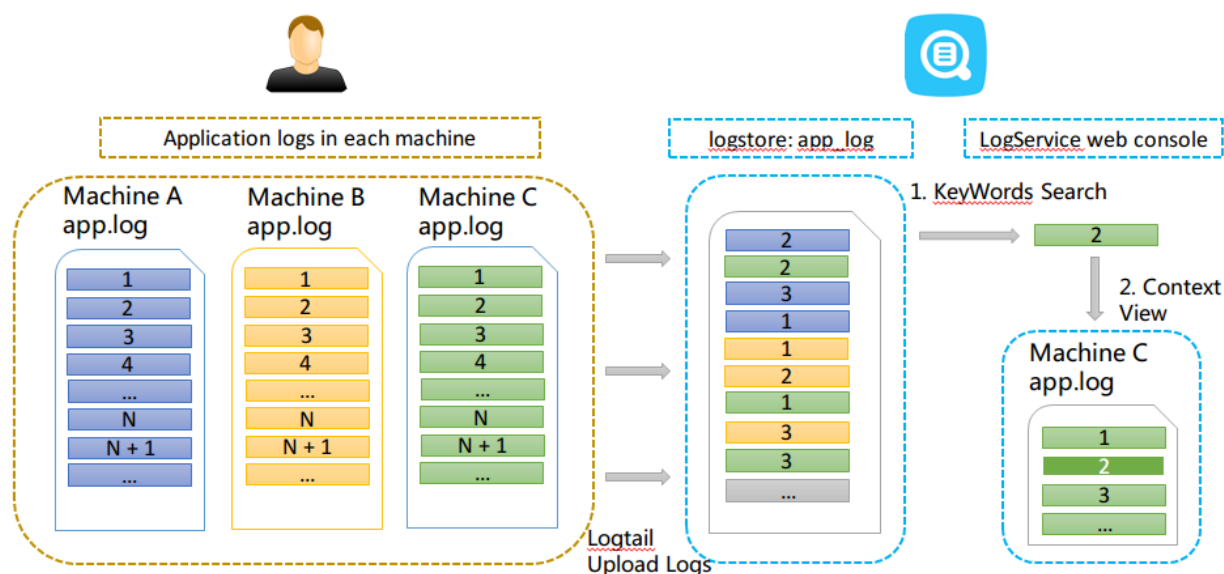 Application logs in each machine
logstore: app_log
LogService web console
Machine A
app.log
1
2
3
4
...
N
N + 1
...
Machine B
app.log
1
2
3
4
...
N
N + 1
...
Machine C
app.log
1
2
3
4
...
N
N + 1
...
Logtail
Upload Logs
2
2
3
1
1
2
1
3
3
...
1. KeyWords Search
2
2. Context
View
Machine C
app.log
1
2
3
...